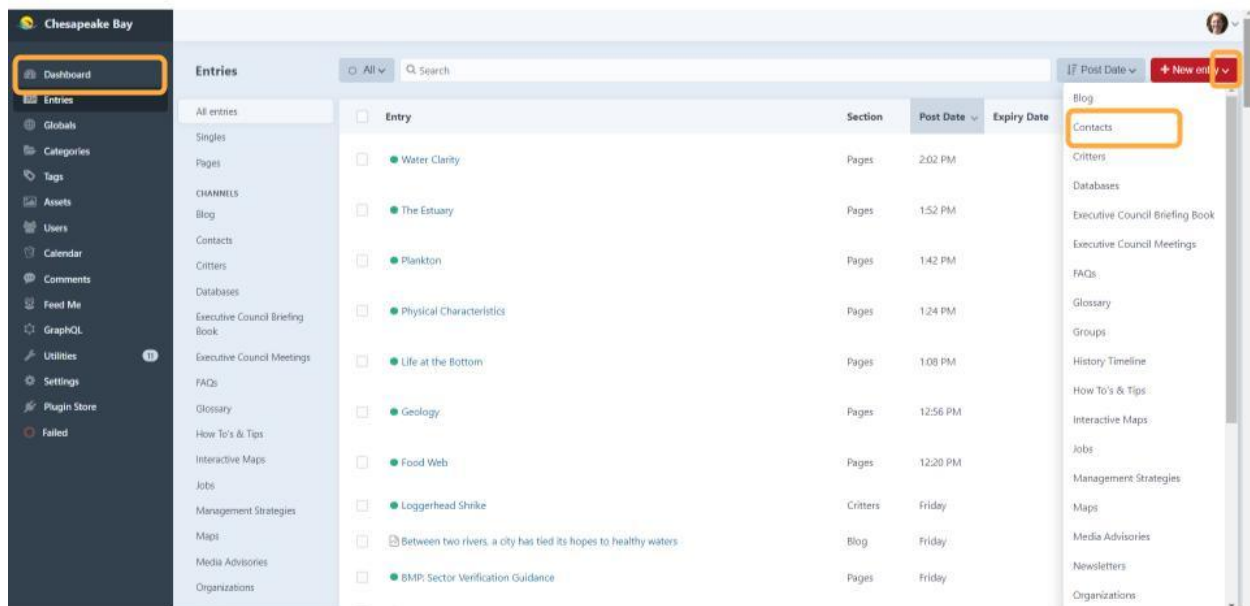 Chesapeake Bay
Dashboard
Entries
Globals
Categories
Tags
Assets
Users
Calendar
Comments
Feed Me
GraphQL
Utilities 11
Settings
Plugin Store
Failed
Entries
All entries
Singles
Pages
CHANNELS
Blog
Contacts
Critters
Databases
Executive Council Briefing
Book
Executive Council Meetings
FAQs
Glossary
How To's & Tips
Interactive Maps
Jobs
Management Strategies
Maps
Media Advisories
Organizations
All Search Post Date + New entry
Entry Section Post Date Expiry Date
Water Clarity Pages 2:02 PM
The Estuary Pages 1:52 PM
Plankton Pages 1:42 PM
Physical Characteristics Pages 1:24 PM
Life at the Bottom Pages 1:08 PM
Geology Pages 12:56 PM
Food Web Pages 12:20 PM
Loggerhead Shrike Critters Friday
Between two rivers, a city has tied its hopes to healthy waters Blog Friday
BMP: Sector Verification Guidance Pages Friday
Blog
Contacts
Critters
Databases
Executive Council Briefing Book
Executive Council Meetings
FAQs
Glossary
Groups
History Timeline
How To's & Tips
Interactive Maps
Jobs
Management Strategies
Maps
Media Advisories
Newsletters
Organizations